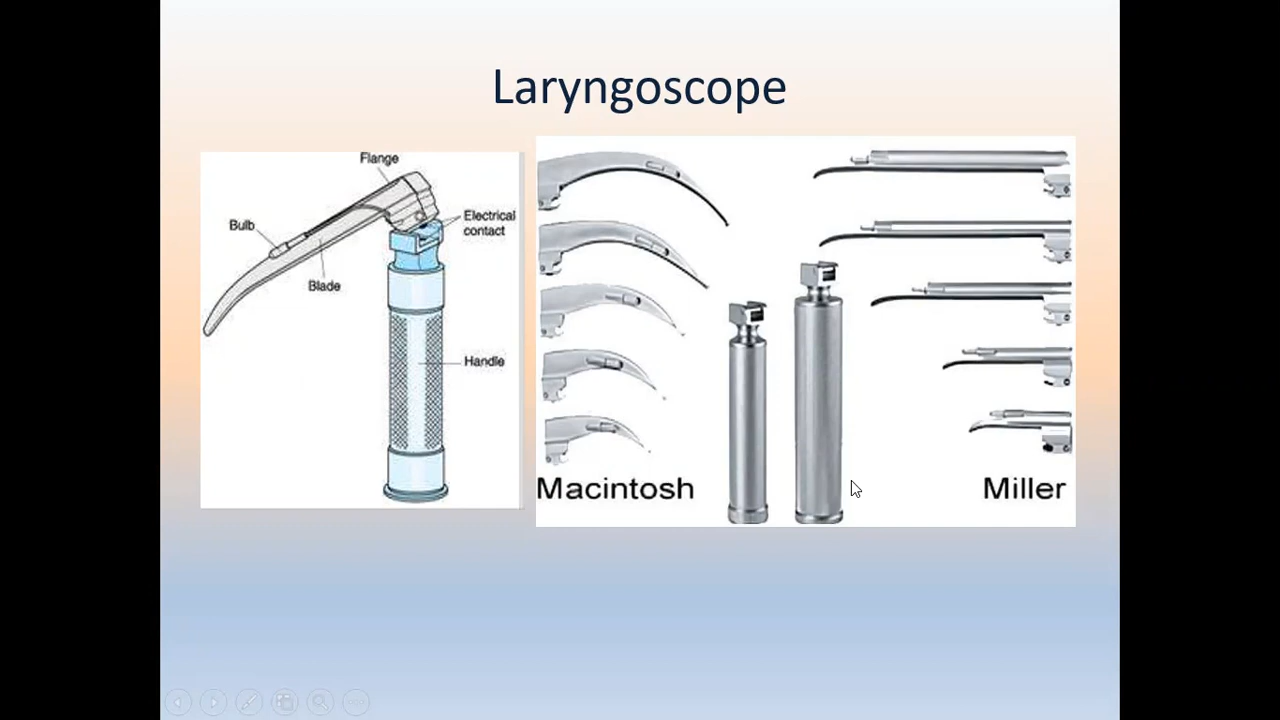 Laryngoscope
Flange
Bulb
Electrical
contact
Blade
Handle
Macintosh
Miller